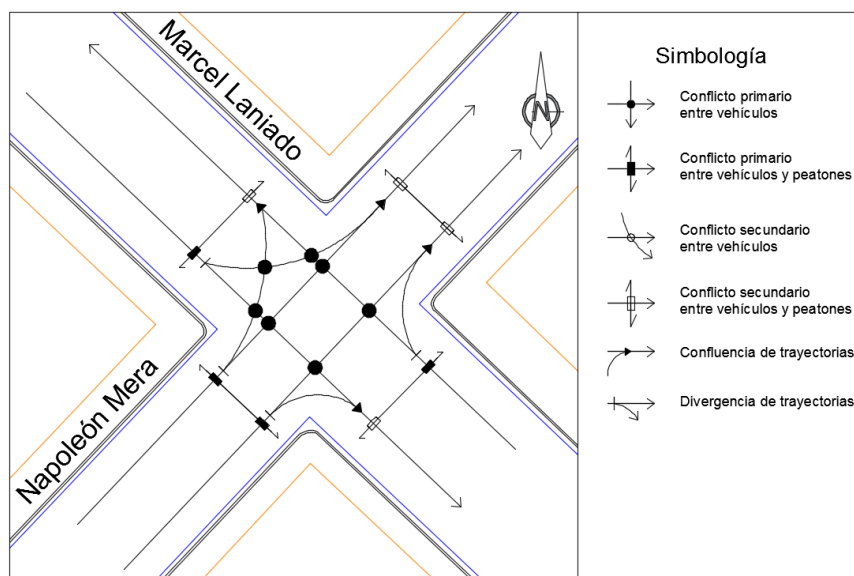 Marcel Laniado
Napoleón Mera
N
Simbología
Conflicto primario
entre vehículos
Conflicto primario
entre vehículos y peatones
Conflicto secundario
entre vehículos
Conflicto secundario
entre vehículos y peatones
Confluencia de trayectorias
Divergencia de trayectorias